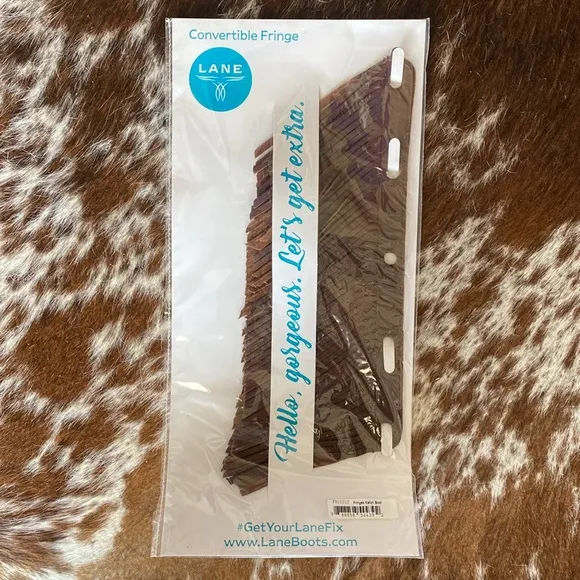 Convertible Fringe
LANE
Hello, gorgeous. Let's get extra.
#GetYourLaneFix
www.LaneBoots.com